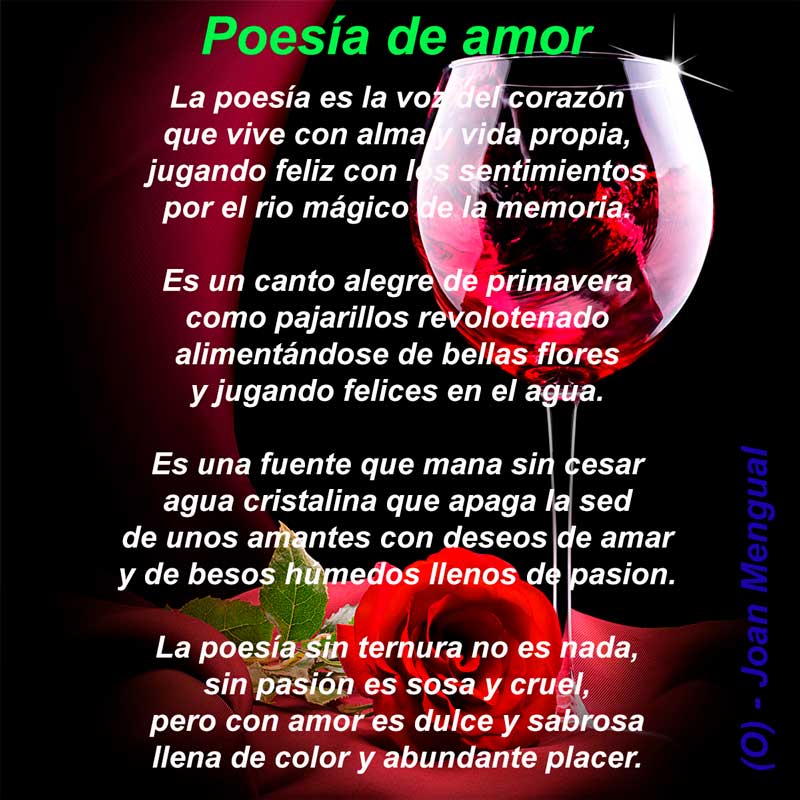 Poesía de amor
La poesía es la voz del corazón
que vive con alma y vida propia,
jugando feliz con los sentimientos
por el rio mágico de la memoria.
Es un canto alegre de primavera
como pajarillos revolotenado
alimentándose de bellas flores
y jugando felices en el agua.
Es una fuente que mana sin cesar
agua cristalina que apaga la sed
de unos amantes con deseos de amar
y de besos húmedos llenos de pasion.
La poesía sin ternura no es nada,
sin pasión es sosa y cruel,
pero con amor es dulce y sabrosa
llena de color y abundante placer.
(O) - Joan Mengual